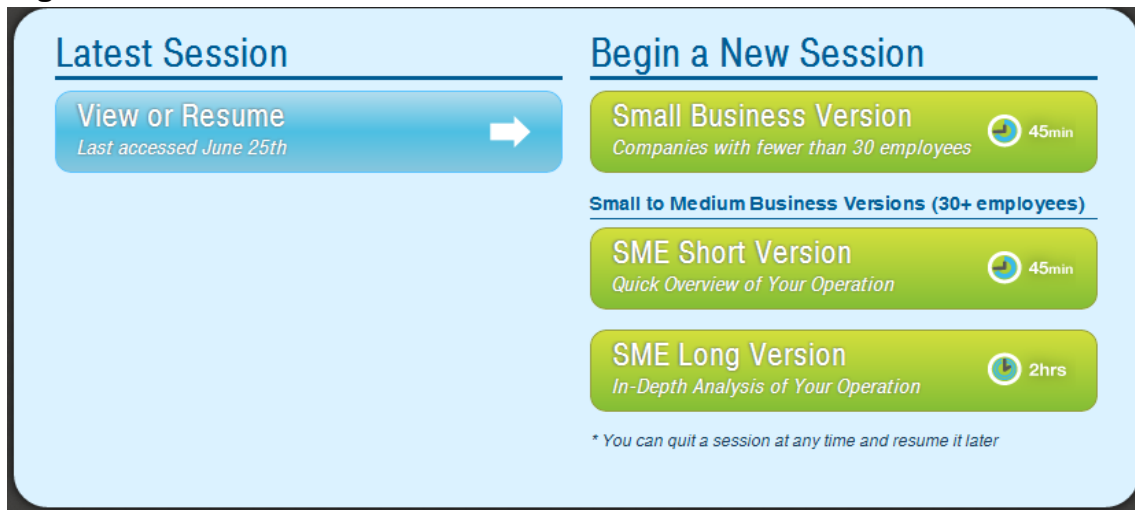 Latest Session
View or Resume
Last accessed June 25th
Begin a New Session
Small Business Version
Companies with fewer than 30 employees
45min
Small to Medium Business Versions (30+ employees)
SME Short Version
Quick Overview of Your Operation
45min
SME Long Version
In-Depth Analysis of Your Operation
2hrs
* You can quit a session at any time and resume it later